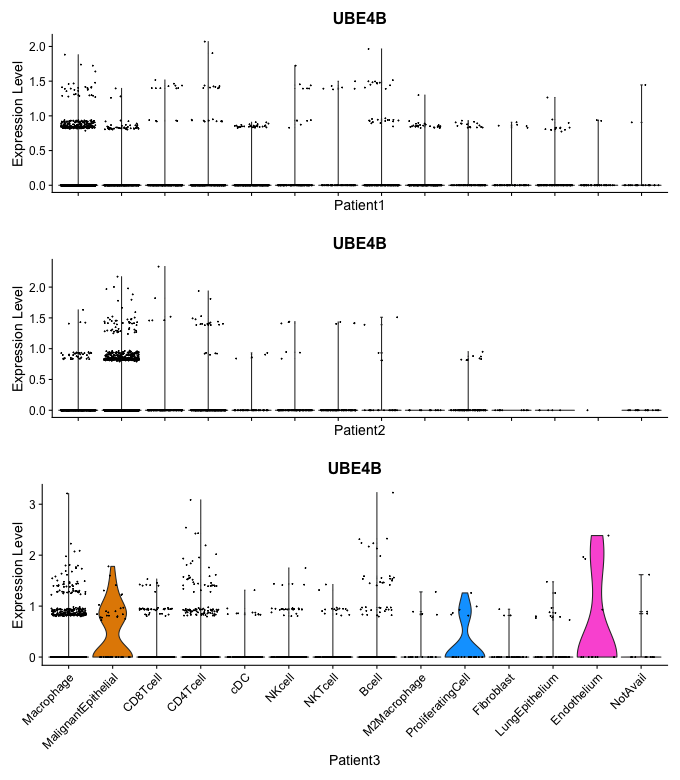 UBE4B
Expression Level
2.0
1.5
1.0
0.5
0.0
Patient1
UBE4B
Expression Level
2.0
1.5
1.0
0.5
0.0
Patient2
UBE4B
Expression Level
3
2
1
0
Macrophage
MalignantEpithelial
CD8Tcell
CD4Tcell
cDC
NKcell
NKTcell
Bcell
M2Macrophage
ProliferatingCell
Fibroblast
LungEpithelium
Endothelium
NotAvail
Patient3